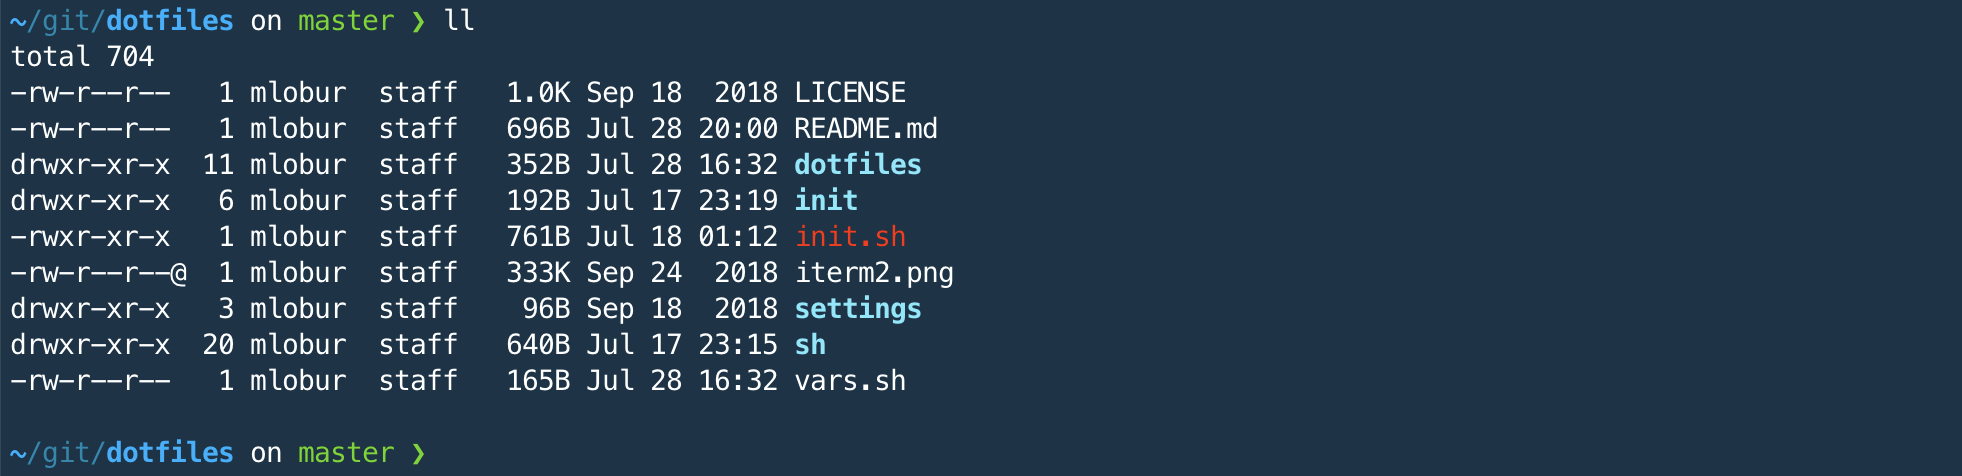 ~/git/dotfiles on master ❯ ll
total 704
-rw-r--r--   1 mlobur  staff   1.0K Sep 18  2018 LICENSE
-rw-r--r--   1 mlobur  staff   696B Jul 28 20:00 README.md
drwxr-xr-x  11 mlobur  staff   352B Jul 28 16:32 dotfiles
drwxr-xr-x   6 mlobur  staff   192B Jul 17 23:19 init
-rwxr-xr-x   1 mlobur  staff   761B Jul 18 01:12 init.sh
-rw-r--r--@  1 mlobur  staff   333K Sep 24  2018 iterm2.png
drwxr-xr-x   3 mlobur  staff    96B Sep 18  2018 settings
drwxr-xr-x  20 mlobur  staff   640B Jul 17 23:15 sh
-rw-r--r--   1 mlobur  staff   165B Jul 28 16:32 vars.sh
~/git/dotfiles on master ❯